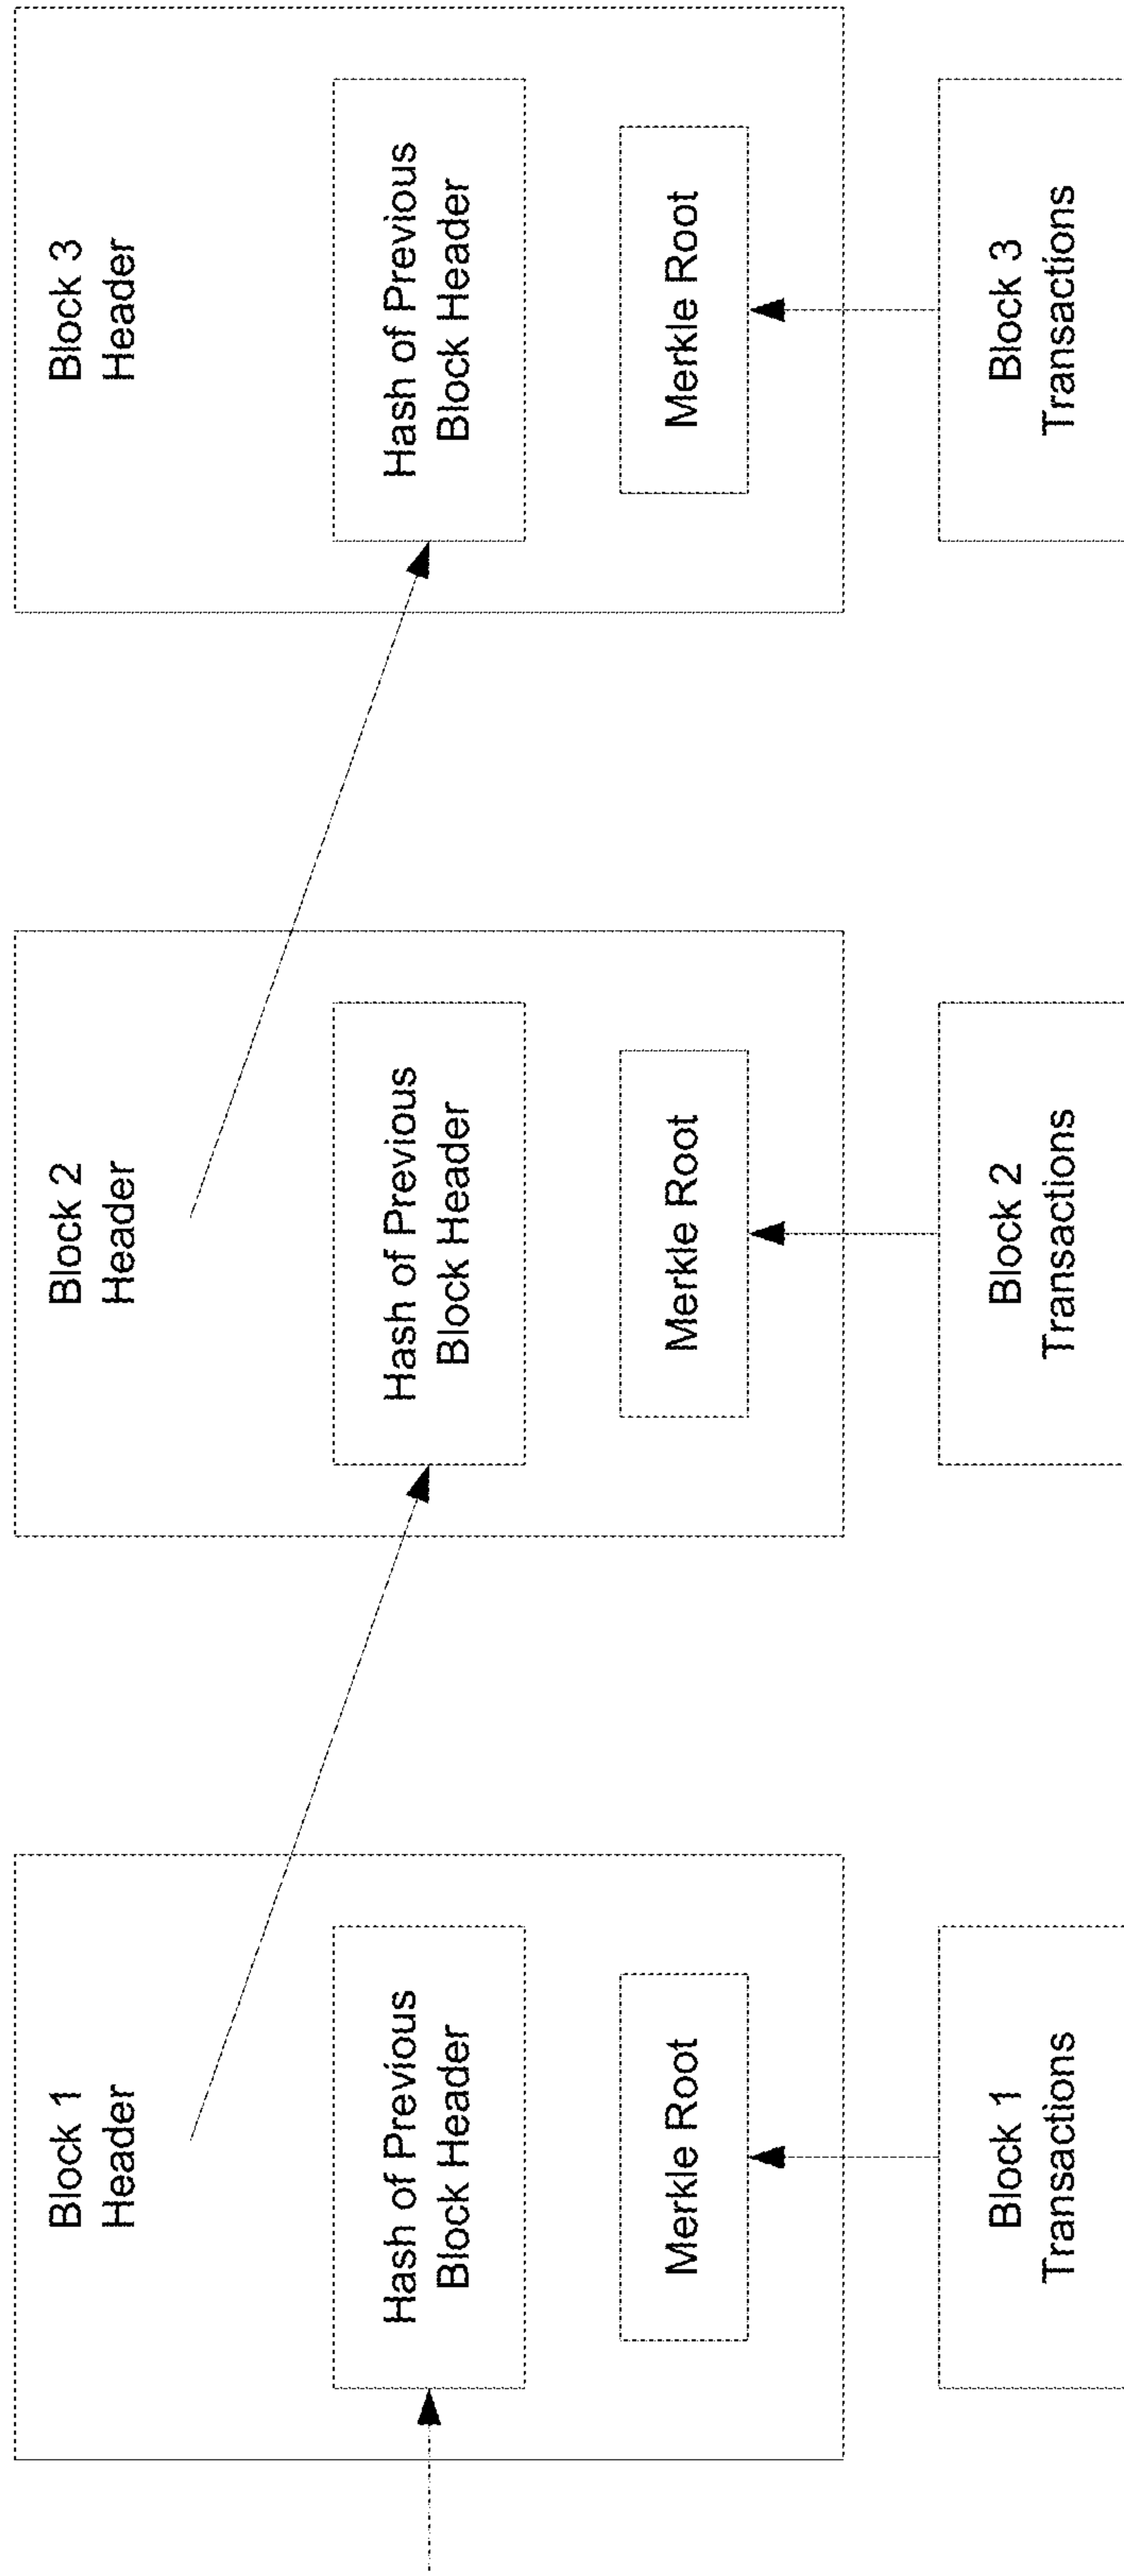 Block 1
Header
Hash of Previous
Block Header
Merkle Root
Block 1
Transactions
Block 2
Header
Hash of Previous
Block Header
Merkle Root
Block 2
Transactions
Block 3
Header
Hash of Previous
Block Header
Merkle Root
Block 3
Transactions